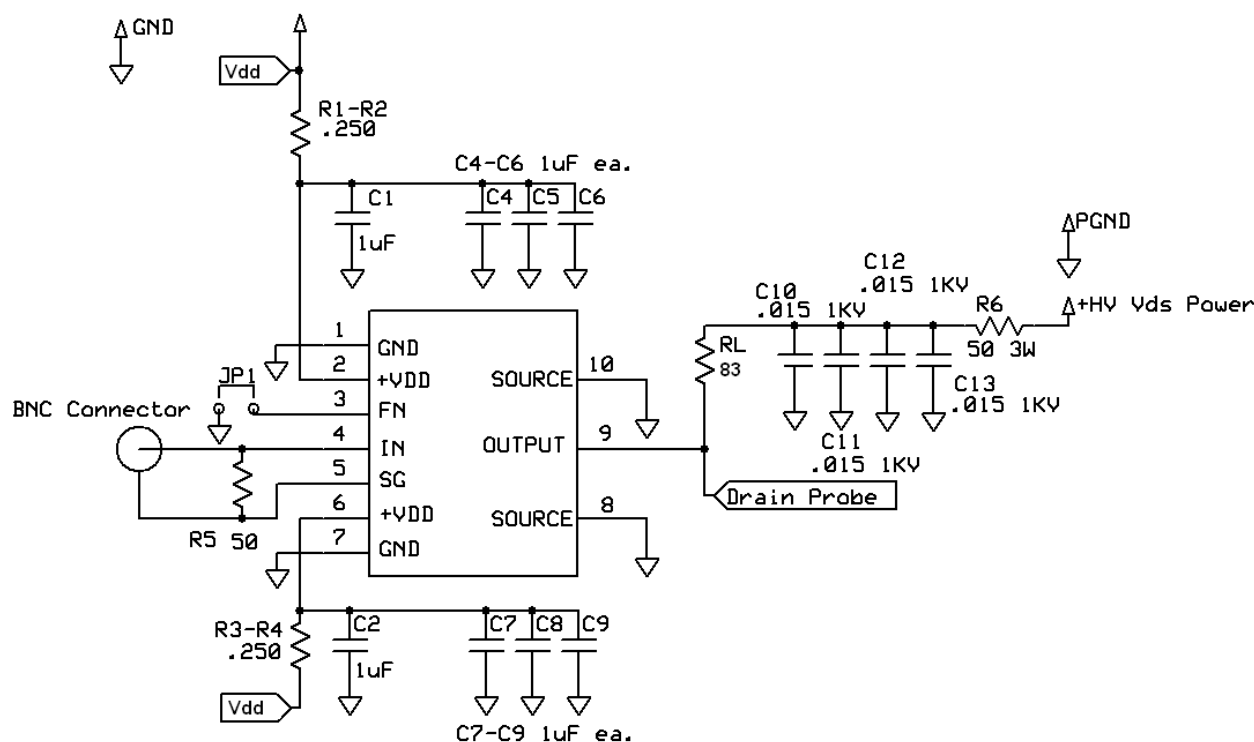 GND
Vdd
R1-R2
.250
C4-C6 1uF ea.
C1
C4
C5
C6
1uF
PGND
C12
.015 1KV
C10
.015 1KV
R6
+HV Vds Power
50 3W
RL
83
C13
.015 1KV
C11
.015 1KV
1
GND
2
+VDD
JP1
3
FN
BNC Connector
4
IN
5
SG
6
+VDD
R5 50
7
GND
SOURCE
10
OUTPUT
9
Drain Probe
SOURCE
8
R3-R4
.250
C2
1uF
C7
C8
C9
Vdd
C7-C9 1uF ea.